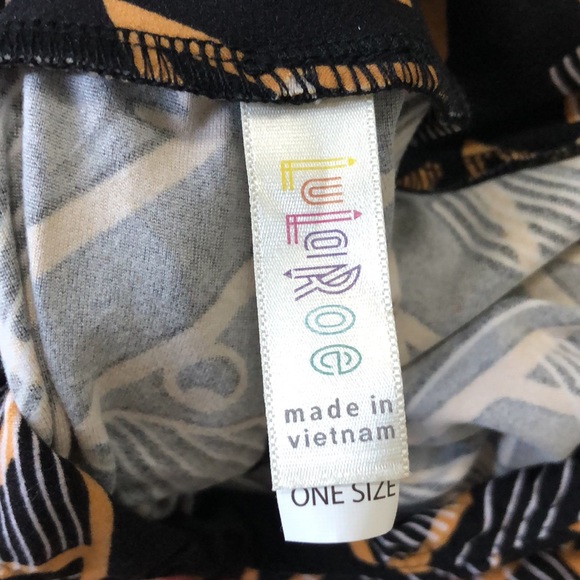 LuLaRoe
made in
vietnam
ONE SIZE